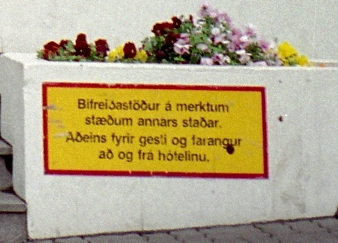 Bifreiðastöður á merktum
stæðum annars staðar.
Aðeins fyrir gesti og farangur
að og frá hótelinu.